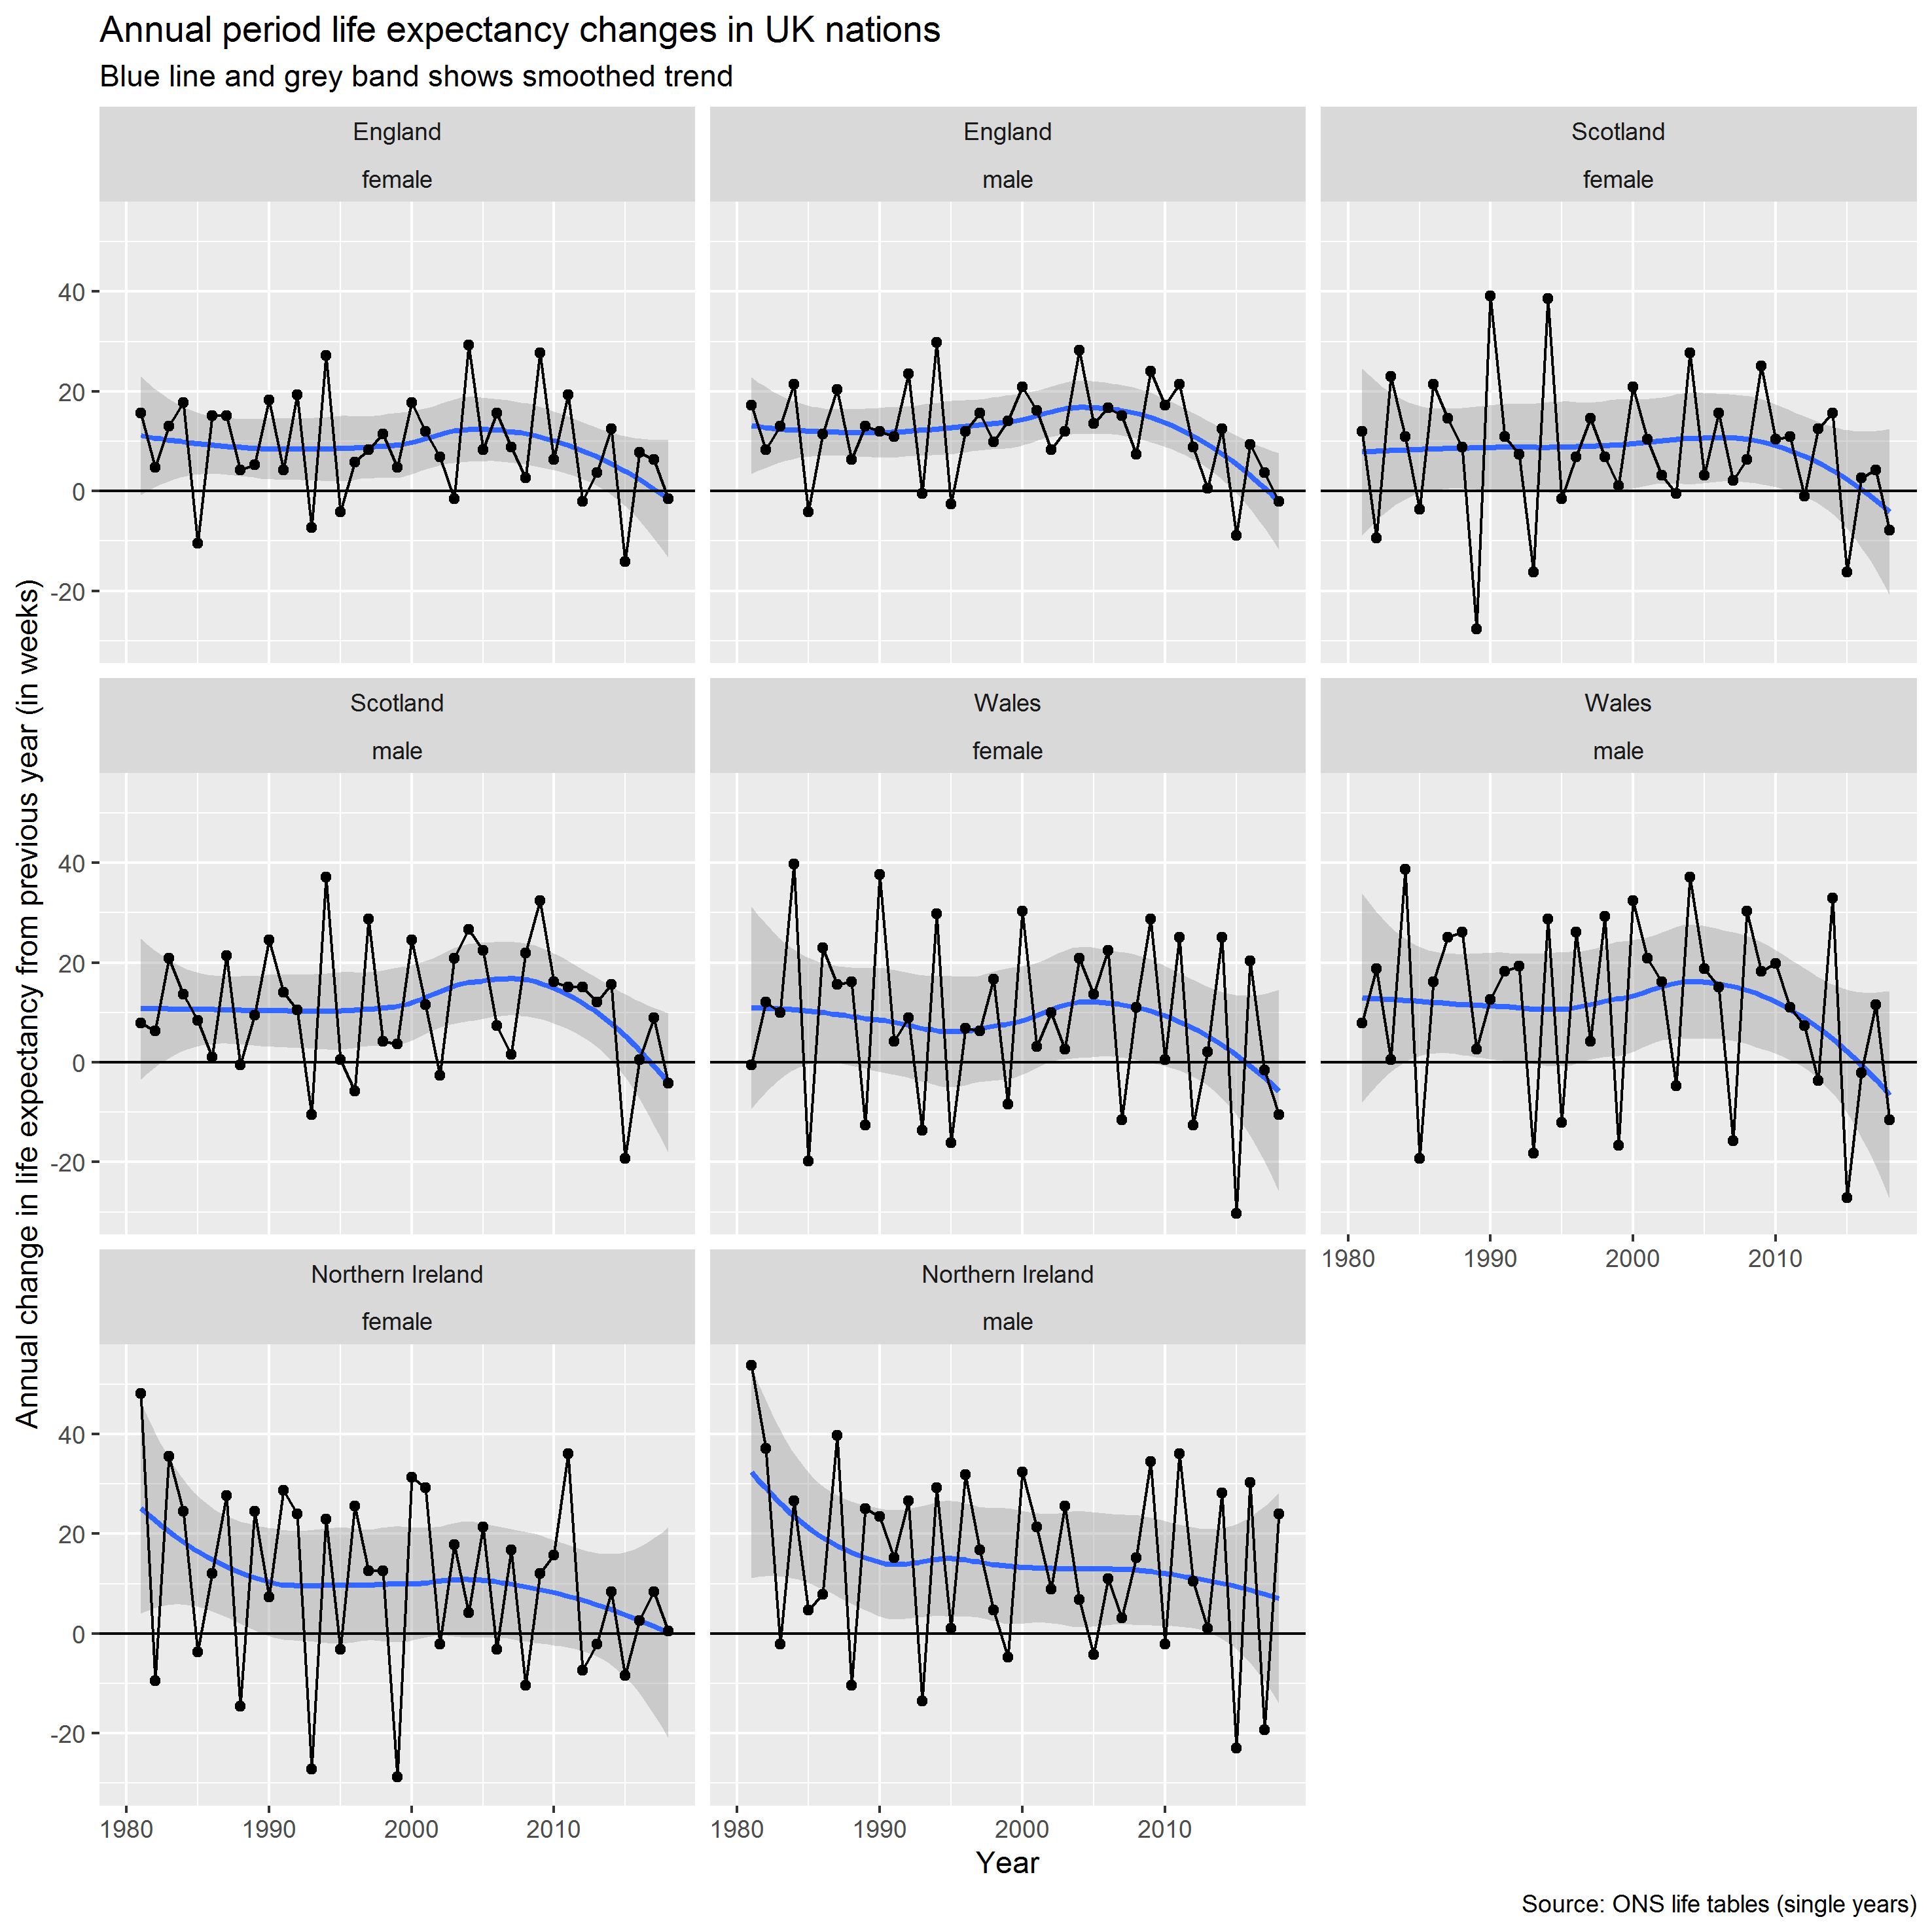 Annual period life expectancy changes in UK nations
Blue line and grey band shows smoothed trend
Annual change in life expectancy from previous year (in weeks)
England
female
England
male
Scotland
female
40
20
0
-20
Scotland
male
Wales
female
Wales
male
40
20
0
-20
1980 1990 2000 2010
Northern Ireland
female
Northern Ireland
male
40
20
0
-20
1980 1990 2000 2010
1980 1990 2000 2010
Year
Source: ONS life tables (single years)